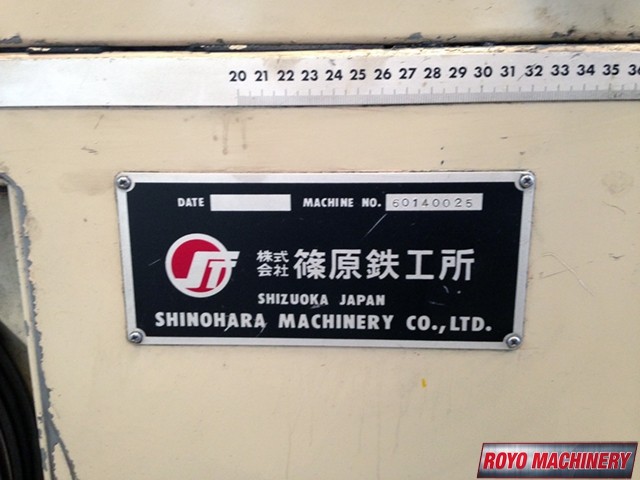 20 21 22 23 24 25 26 27 28 29 30 31 32 33 34 35 36
DATE MACHINE NO. 60140025
株式会社 篠原鉄工所
SHIZUOKA JAPAN
SHINOHARA MACHINERY CO., LTD.
ROYO MACHINERY